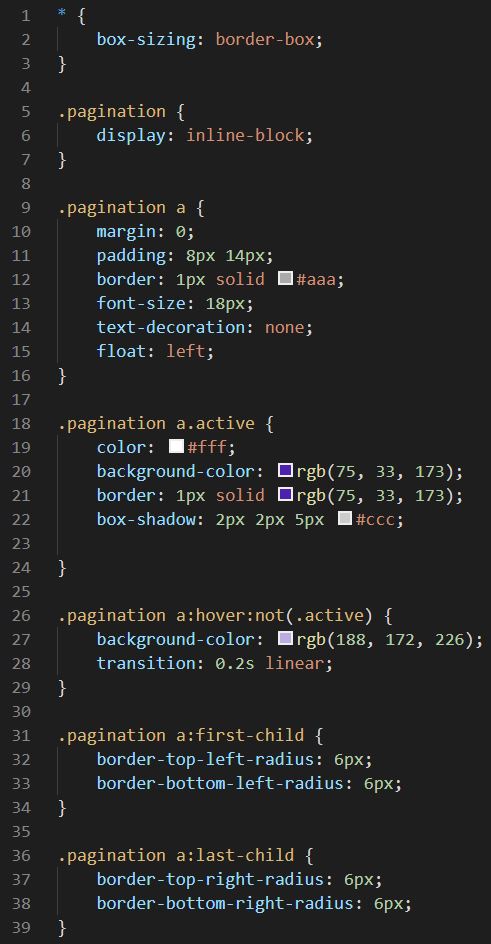 1 * {
2     box-sizing: border-box;
3 }
4
5 .pagination {
6     display: inline-block;
7 }
8
9 .pagination a {
10     margin: 0;
11     padding: 8px 14px;
12     border: 1px solid #aaa;
13     font-size: 18px;
14     text-decoration: none;
15     float: left;
16 }
17
18 .pagination a.active {
19     color: #fff;
20     background-color: rgb(75, 33, 173);
21     border: 1px solid rgb(75, 33, 173);
22     box-shadow: 2px 2px 5px #ccc;
23
24 }
25
26 .pagination a:hover:not(.active) {
27     background-color: rgb(188, 172, 226);
28     transition: 0.2s linear;
29 }
30
31 .pagination a:first-child {
32     border-top-left-radius: 6px;
33     border-bottom-left-radius: 6px;
34 }
35
36 .pagination a:last-child {
37     border-top-right-radius: 6px;
38     border-bottom-right-radius: 6px;
39 }